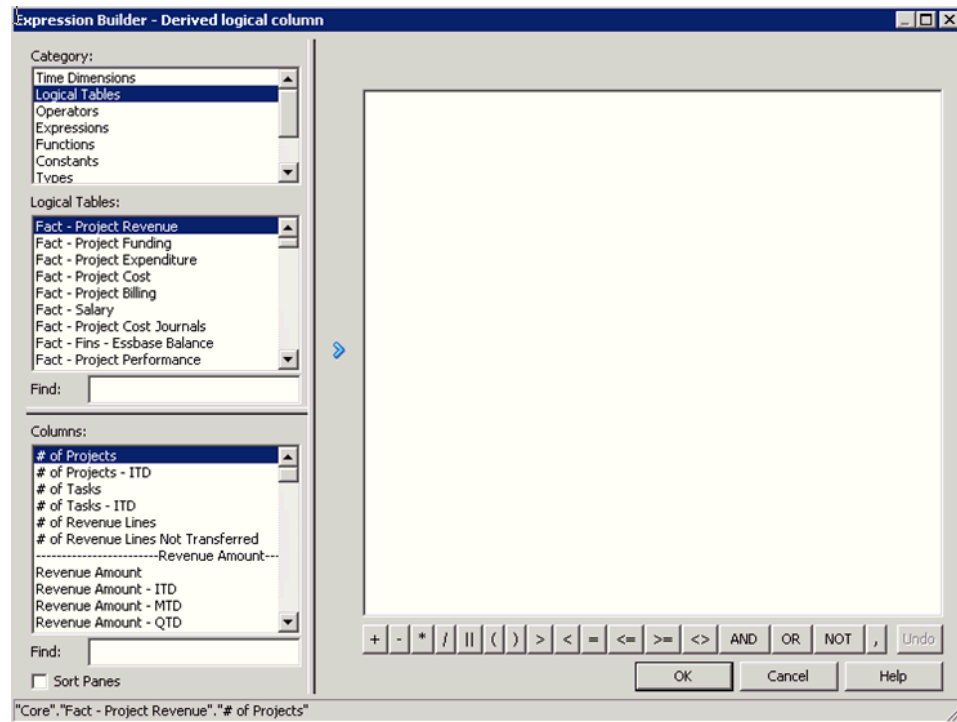 Expression Builder - Derived logical column
Category:
Time Dimensions
Logical Tables
Operators
Expressions
Functions
Constants
Types
Logical Tables:
Fact - Project Revenue
Fact - Project Funding
Fact - Project Expenditure
Fact - Project Cost
Fact - Project Billing
Fact - Salary
Fact - Project Cost Journals
Fact - Fins - Essbase Balance
Fact - Project Performance
Find:
Columns:
# of Projects
# of Projects - ITD
# of Tasks
# of Tasks - ITD
# of Revenue Lines
# of Revenue Lines Not Transferred
------------------------Revenue Amount---
Revenue Amount
Revenue Amount - ITD
Revenue Amount - MTD
Revenue Amount - QTD
Find:
Sort Panes
+ - * / || ( ) > < = <= >= <> AND OR NOT , Undo
OK Cancel Help
"Core"."Fact - Project Revenue"."# of Projects"